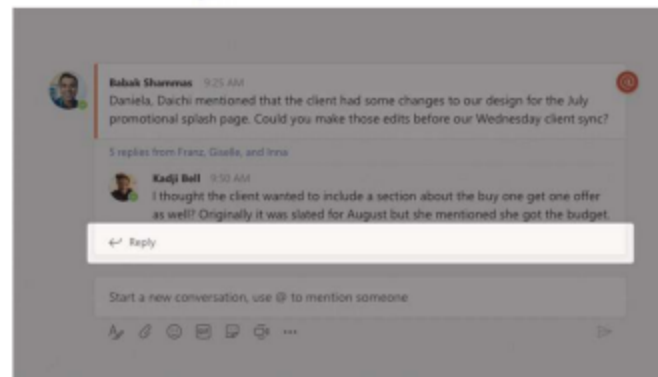 Babak Shammas 9:25 AM
Daniela, Daichi mentioned that the client had some changes to our design for the July
promotional splash page. Could you make those edits before our Wednesday client sync?
5 replies from Franz, Giselle, and Inna
Kadji Bell 9:50 AM
I thought the client wanted to include a section about the buy one get one offer
as well? Originally it was slated for August but she mentioned she got the budget.
Reply
Start a new conversation, use @ to mention someone